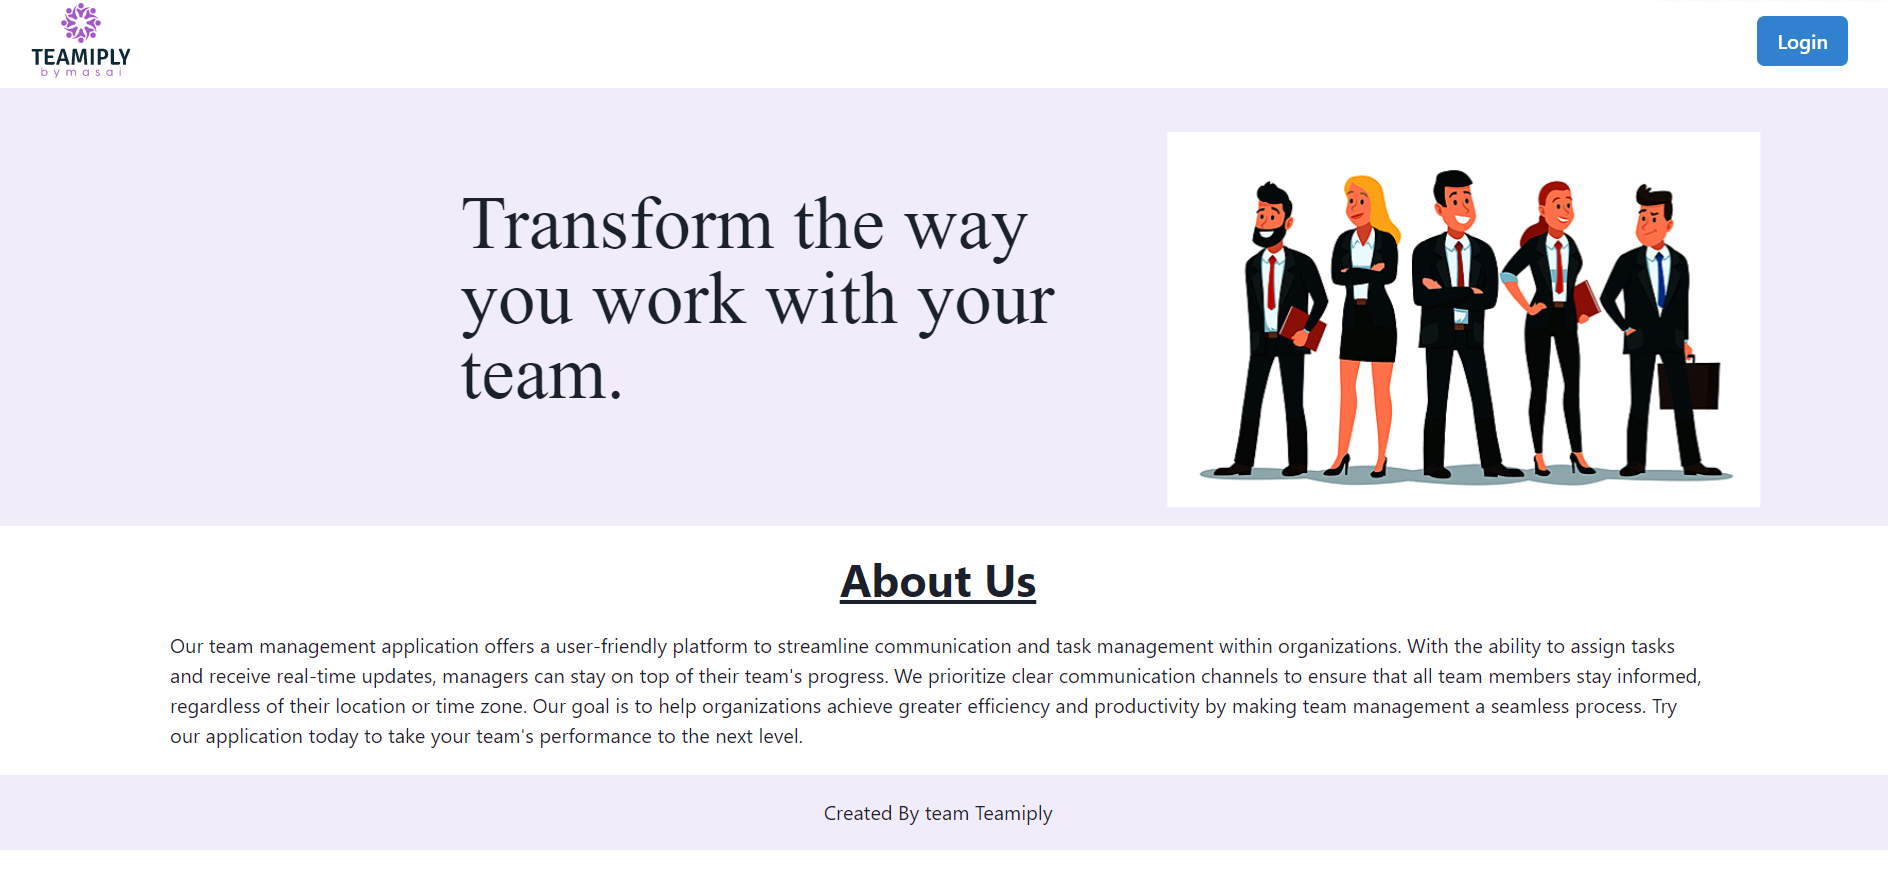 TEAMIPLY
bymasai
Login
Transform the way
you work with your
team.
About Us
Our team management application offers a user-friendly platform to streamline communication and task management within organizations. With the ability to assign tasks
and receive real-time updates, managers can stay on top of their team's progress. We prioritize clear communication channels to ensure that all team members stay informed,
regardless of their location or time zone. Our goal is to help organizations achieve greater efficiency and productivity by making team management a seamless process. Try
our application today to take your team's performance to the next level.
Created By team Teamiply